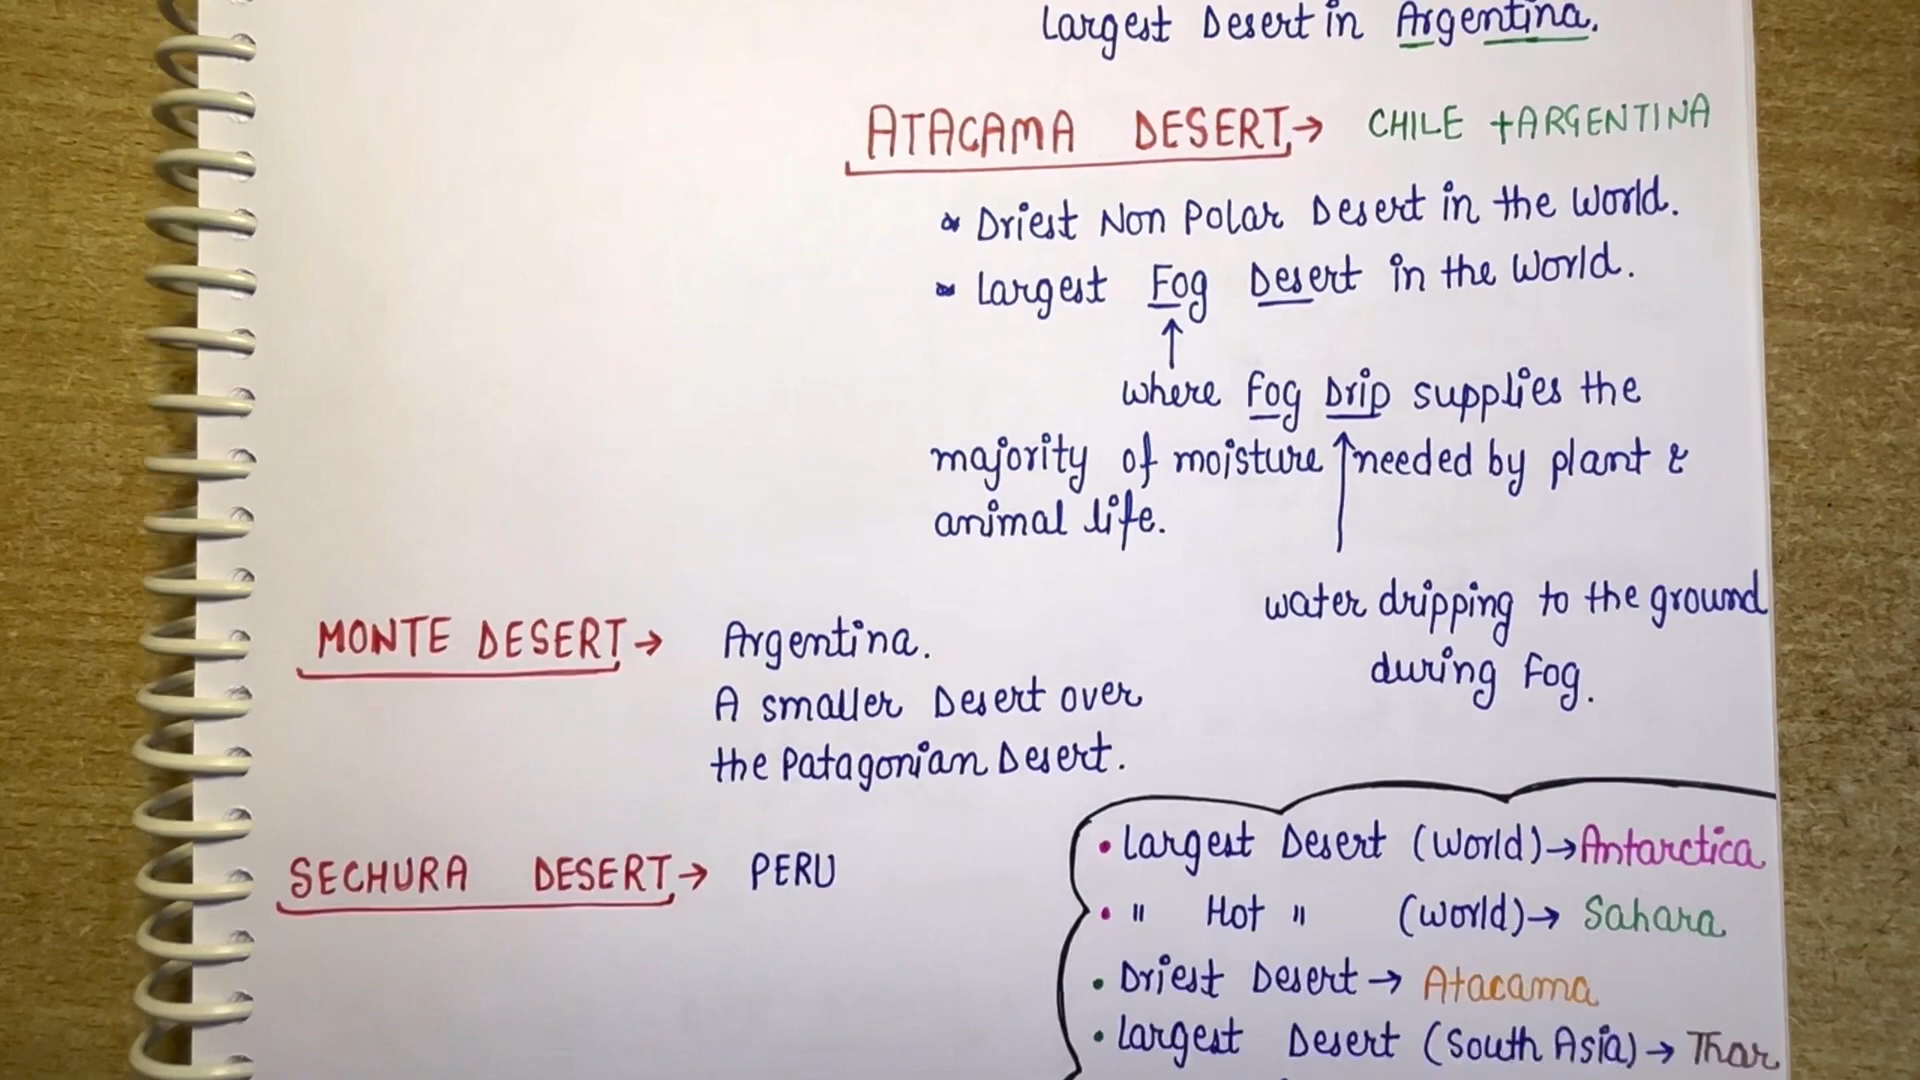 Largest Desert in Argentina.
ATACAMA DESERT → CHILE + ARGENTINA
* Driest Non Polar Desert in the World.
* Largest Fog Desert in the World.
↑
where Fog Drip supplies the
majority of moisture ↑ needed by plant &
animal life.
water dripping to the ground
during Fog.
MONTE DESERT → Argentina.
A smaller Desert over
the Patagonian Desert.
SECHURA DESERT → PERU
• Largest Desert (World) → Antarctica
• " Hot " (World) → Sahara
• Driest Desert → Atacama
• Largest Desert (South Asia) → Thar